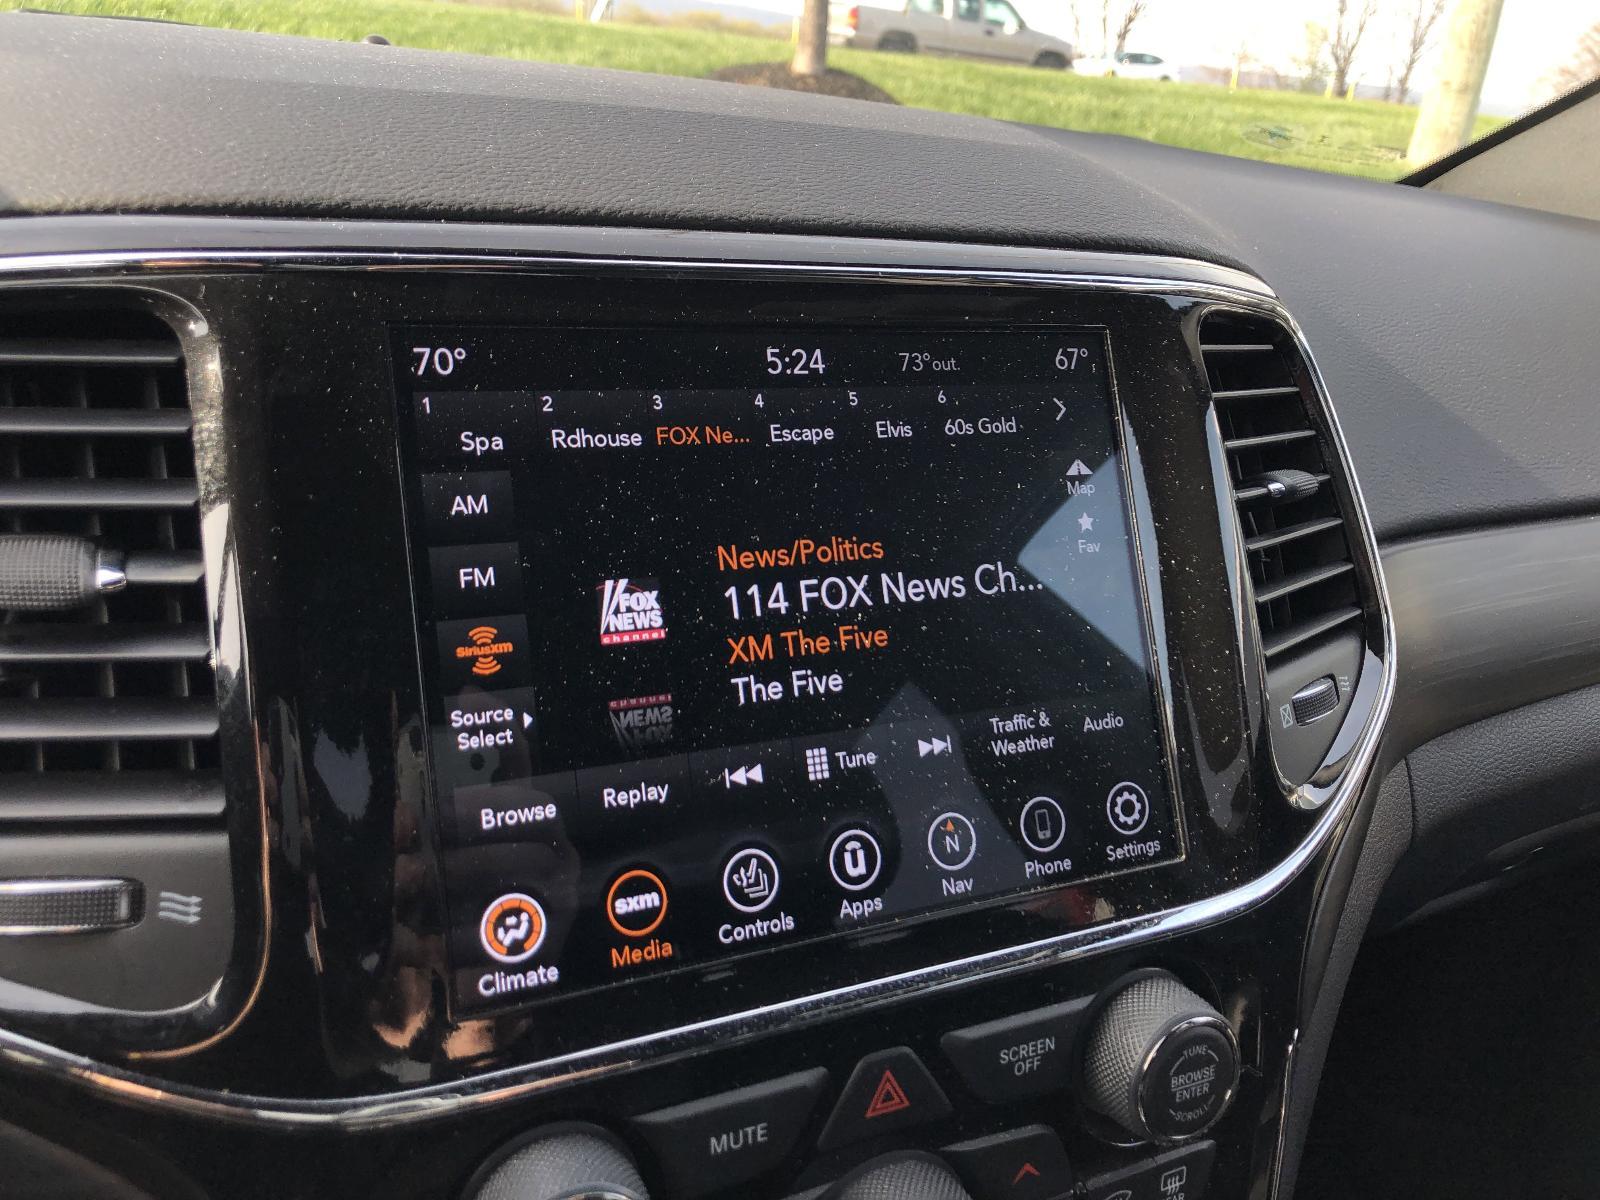 70° 5:24 73°out. 67°
1 2 3 4 5 6
Spa Rdhouse FOX Ne... Escape Elvis 60s Gold
AM
Map
FM
Fav
SiriusXM
Source
Select
News/Politics
114 FOX News Ch...
XM The Five
The Five
FOX
NEWS
channel
Browse Replay Tune Traffic &
Weather Audio
Climate
sxm
Media
Controls
Apps
N
Nav
Phone
Settings
MUTE
SCREEN
OFF
TUNE
BROWSE
ENTER
SCROLL